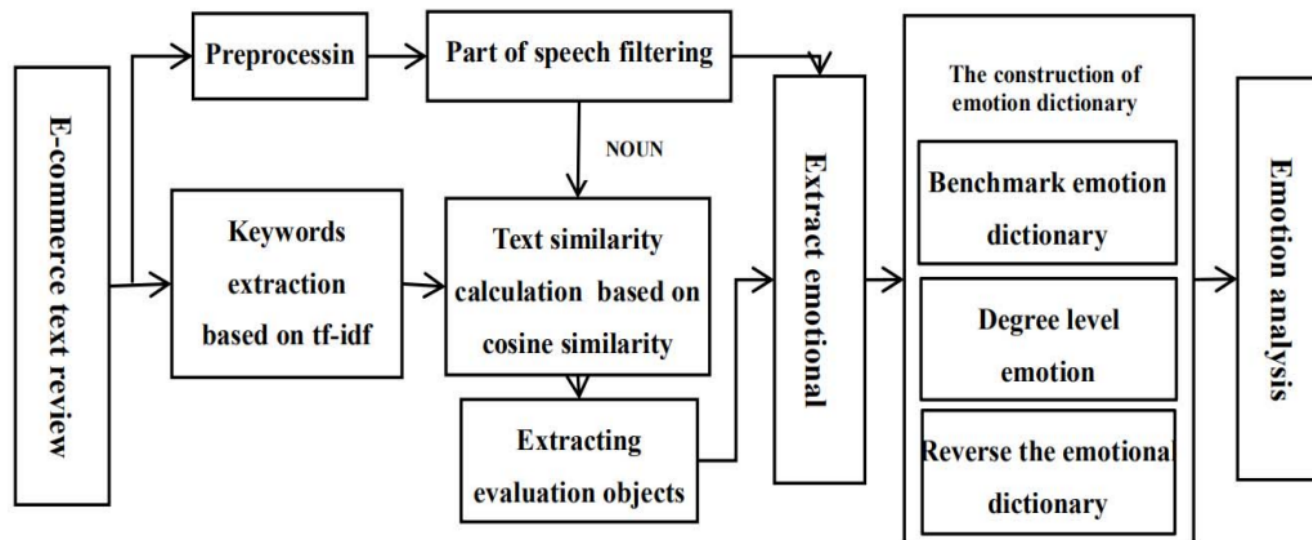 E-commerce text review
Preprocessin
Part of speech filtering
NOUN
Keywords
extraction
based on tf-idf
Text similarity
calculation based on
cosine similarity
Extracting
evaluation objects
Extract emotional
The construction of
emotion dictionary
Benchmark emotion
dictionary
Degree level
emotion
Reverse the emotional
dictionary
Emotion analysis